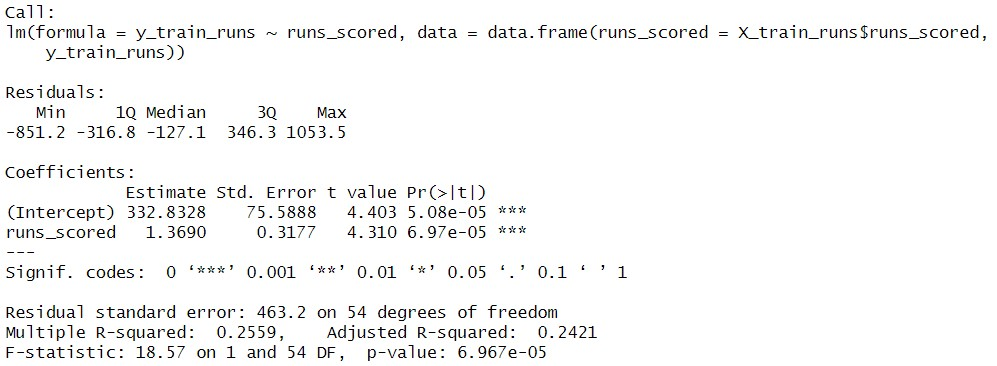 Call:
lm(formula = y_train_runs ~ runs_scored, data = data.frame(runs_scored = X_train_runs$runs_scored,
    y_train_runs))
Residuals:
   Min     1Q Median     3Q    Max
-851.2 -316.8 -127.1  346.3 1053.5
Coefficients:
            Estimate Std. Error t value Pr(>|t|)
(Intercept) 332.8328    75.5888   4.403 5.08e-05 ***
runs_scored   1.3690     0.3177   4.310 6.97e-05 ***
---
Signif. codes:  0 ‘***’ 0.001 ‘**’ 0.01 ‘*’ 0.05 ‘.’ 0.1 ‘ ’ 1
Residual standard error: 463.2 on 54 degrees of freedom
Multiple R-squared:  0.2559,    Adjusted R-squared:  0.2421
F-statistic: 18.57 on 1 and 54 DF,  p-value: 6.967e-05